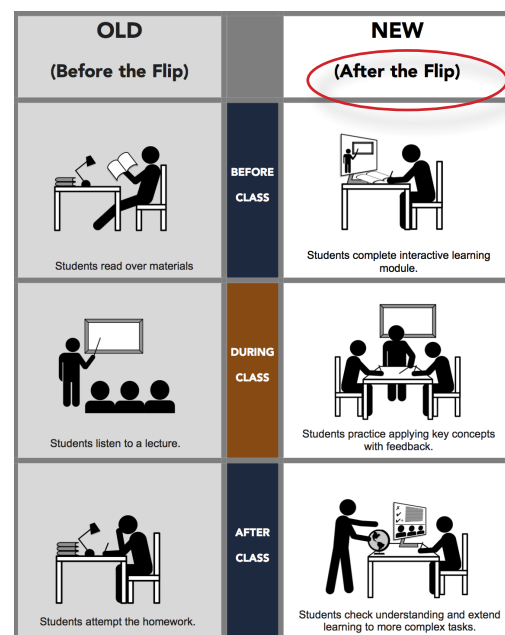 OLD
(Before the Flip)
NEW
(After the Flip)
BEFORE
CLASS
Students read over materials
Students complete interactive learning
module.
DURING
CLASS
Students listen to a lecture.
Students practice applying key concepts
with feedback.
AFTER
CLASS
Students attempt the homework.
Students check understanding and extend
learning to more complex tasks.